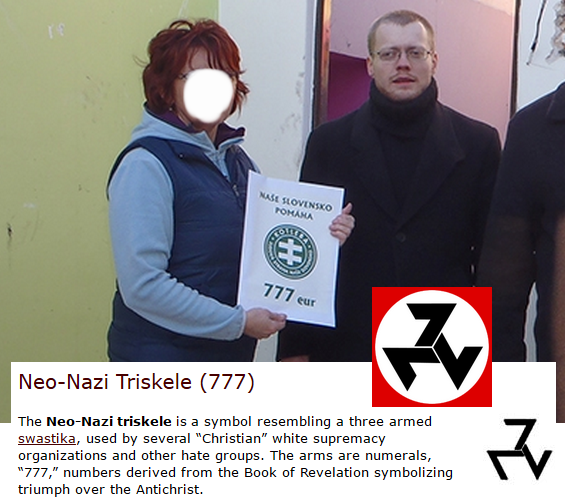 NAŠE SLOVENSKO
POMÁHA
KOTLEBA
777 eur
Neo-Nazi Triskele (777)
The Neo-Nazi triskele is a symbol resembling a three armed
swastika, used by several “Christian” white supremacy
organizations and other hate groups. The arms are numerals,
“777,” numbers derived from the Book of Revelation symbolizing
triumph over the Antichrist.